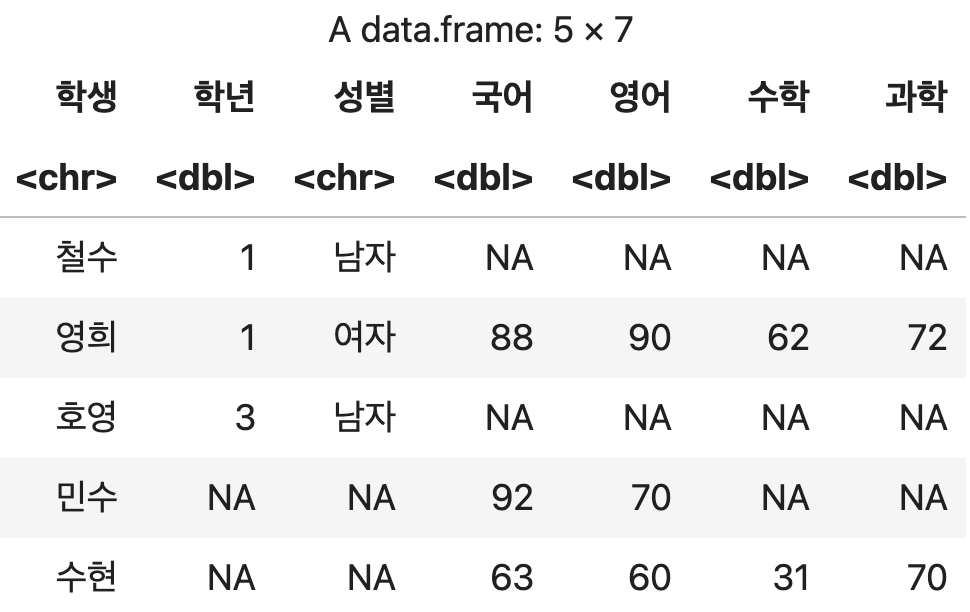 A data.frame: 5 × 7
학생 학년 성별 국어 영어 수학 과학
<chr> <dbl> <chr> <dbl> <dbl> <dbl> <dbl>
철수 1 남자 NA NA NA NA
영희 1 여자 88 90 62 72
호영 3 남자 NA NA NA NA
민수 NA NA 92 70 NA NA
수현 NA NA 63 60 31 70